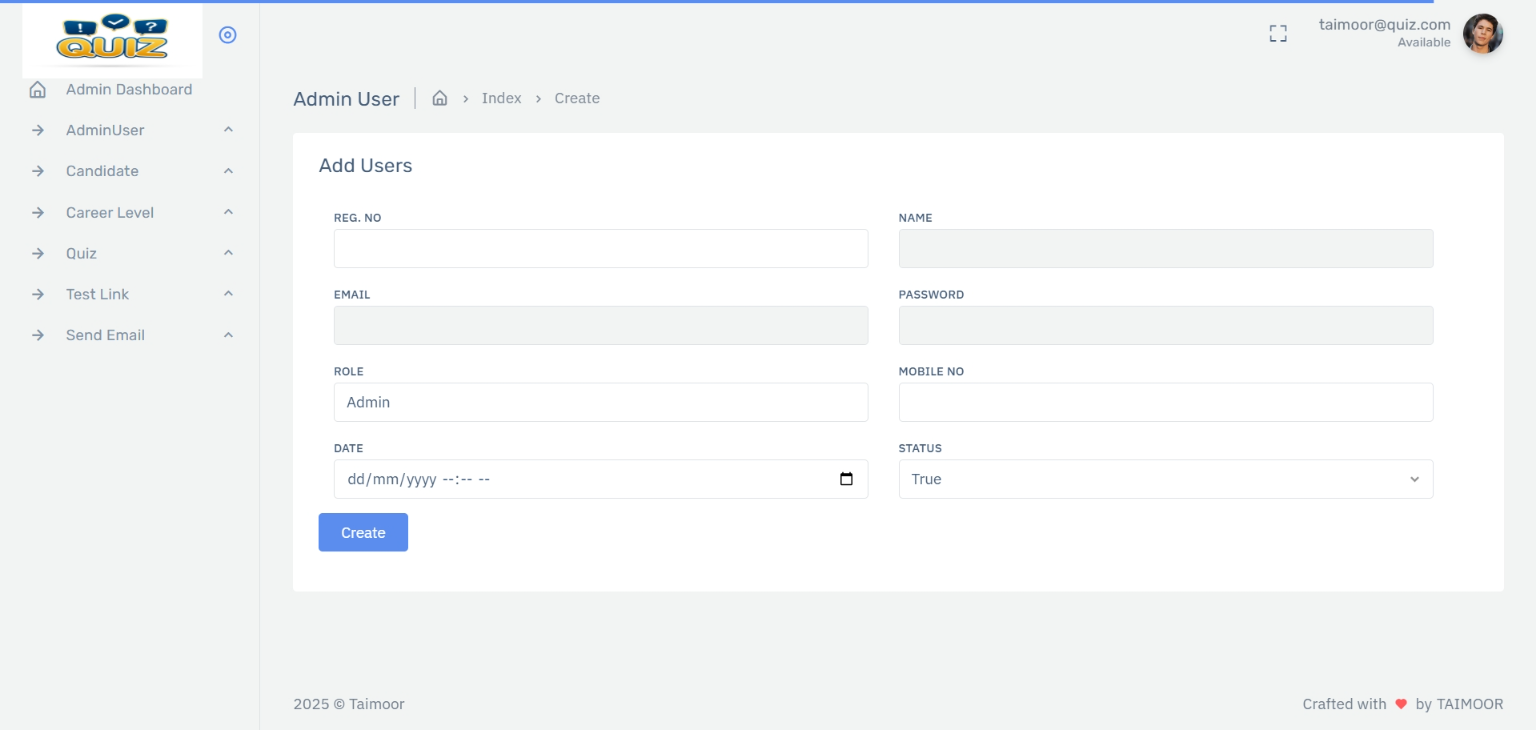 ! ?
QUIZ
taimoor@quiz.com
Available
Admin Dashboard
AdminUser
Candidate
Career Level
Quiz
Test Link
Send Email
Admin User Index Create
Add Users
REG. NO
NAME
EMAIL
PASSWORD
ROLE
Admin
MOBILE NO
DATE
dd/mm/yyyy --:-- --
STATUS
True
Create
2025 © Taimoor
Crafted with ♥ by TAIMOOR